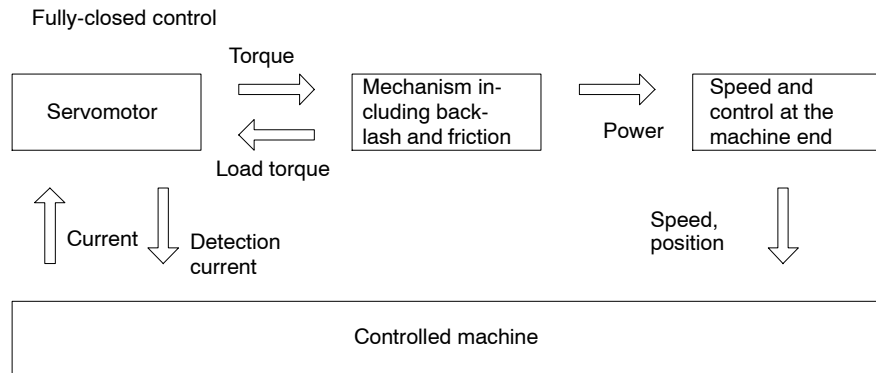 Fully-closed control
Torque
Servomotor
Mechanism in-
cluding back-
lash and friction
Speed and
control at the
machine end
Load torque
Power
Current
Detection
current
Speed,
position
Controlled machine